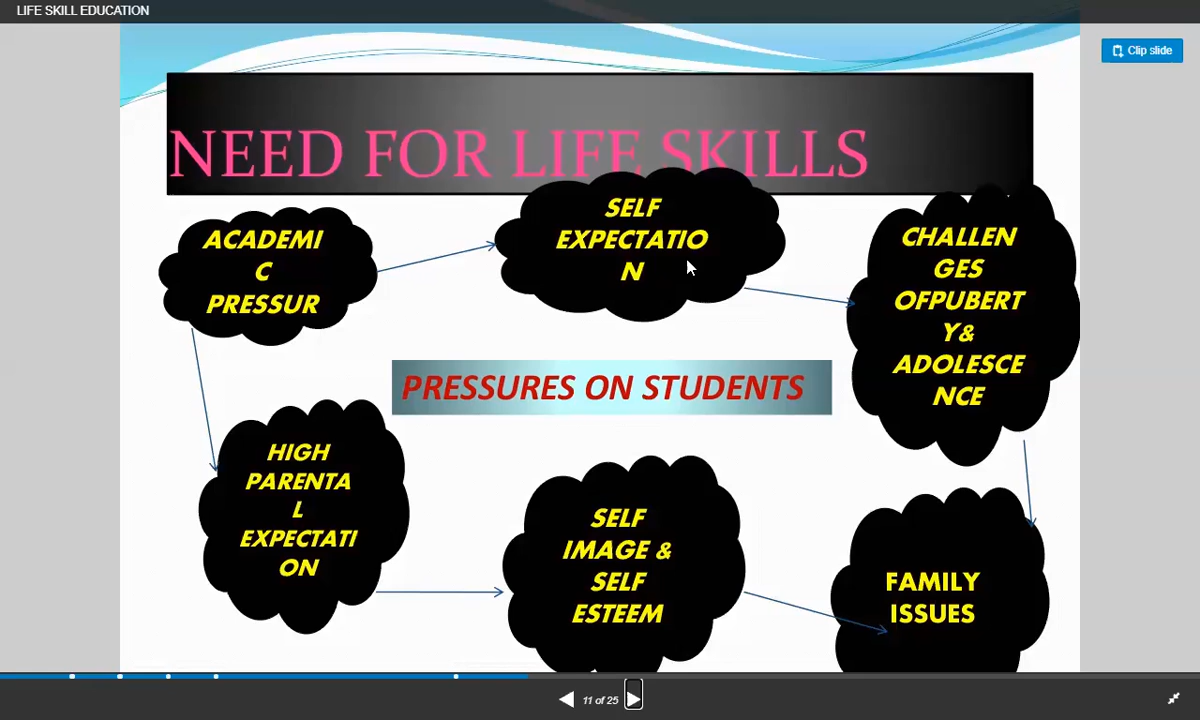 LIFE SKILL EDUCATION
Clip slide
NEED FOR LIFE SKILLS
ACADEMI
C
PRESSUR
SELF
EXPECTATIO
N
CHALLEN
GES
OFPUBERT
Y&
ADOLESCE
NCE
PRESSURES ON STUDENTS
HIGH
PARENTA
L
EXPECTATI
ON
SELF
IMAGE &
SELF
ESTEEM
FAMILY
ISSUES
11 of 25